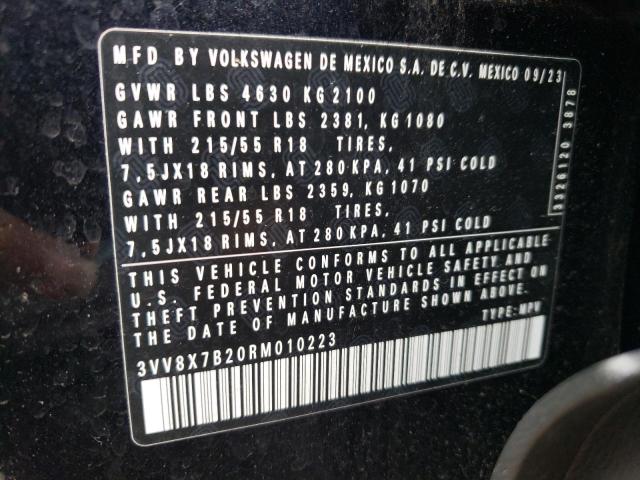 MFD BY VOLKSWAGEN DE MEXICO S.A. DE C.V. MEXICO 09/23
GVWR LBS 4630 KG 2100
GAWR FRONT LBS 2381, KG 1080
WITH 215/55 R18 TIRES,
7,5JX18 RIMS, AT 280 KPA, 41 PSI COLD
GAWR REAR LBS 2359, KG 1070
WITH 215/55 R18 TIRES,
7,5JX18 RIMS, AT 280 KPA, 41 PSI COLD
THIS VEHICLE CONFORMS TO ALL APPLICABLE
U.S. FEDERAL MOTOR VEHICLE SAFETY AND
THEFT PREVENTION STANDARDS IN EFFECT ON
THE DATE OF MANUFACTURE SHOWN ABOVE.
3VV8X7B20RM010223 TYPE: MPV
3878